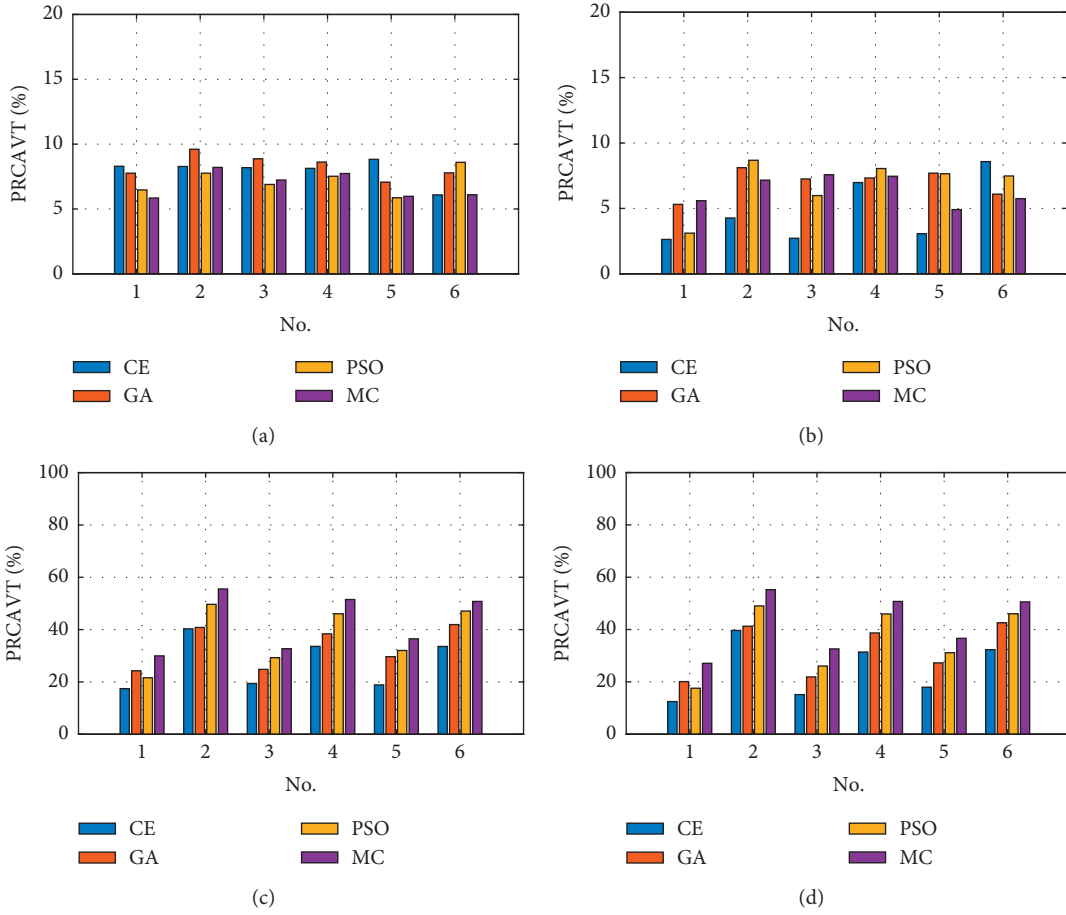 20
15
10
5
0
PRCAVT (%)
1 2 3 4 5 6
No.
CE PSO
GA MC
(a)
20
15
10
5
0
PRCAVT (%)
1 2 3 4 5 6
No.
CE PSO
GA MC
(b)
100
80
60
40
20
0
PRCAVT (%)
1 2 3 4 5 6
No.
CE PSO
GA MC
(c)
100
80
60
40
20
0
PRCAVT (%)
1 2 3 4 5 6
No.
CE PSO
GA MC
(d)